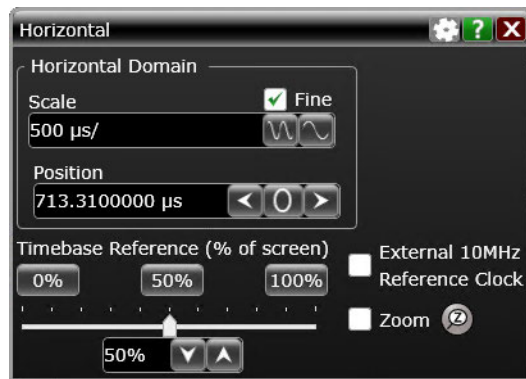 Horizontal
?
X
Horizontal Domain
Scale
Fine
500 µs/
Position
713.3100000 µs
0
Timebase Reference (% of screen)
0%
50%
100%
External 10MHz
Reference Clock
Zoom
Z
50%